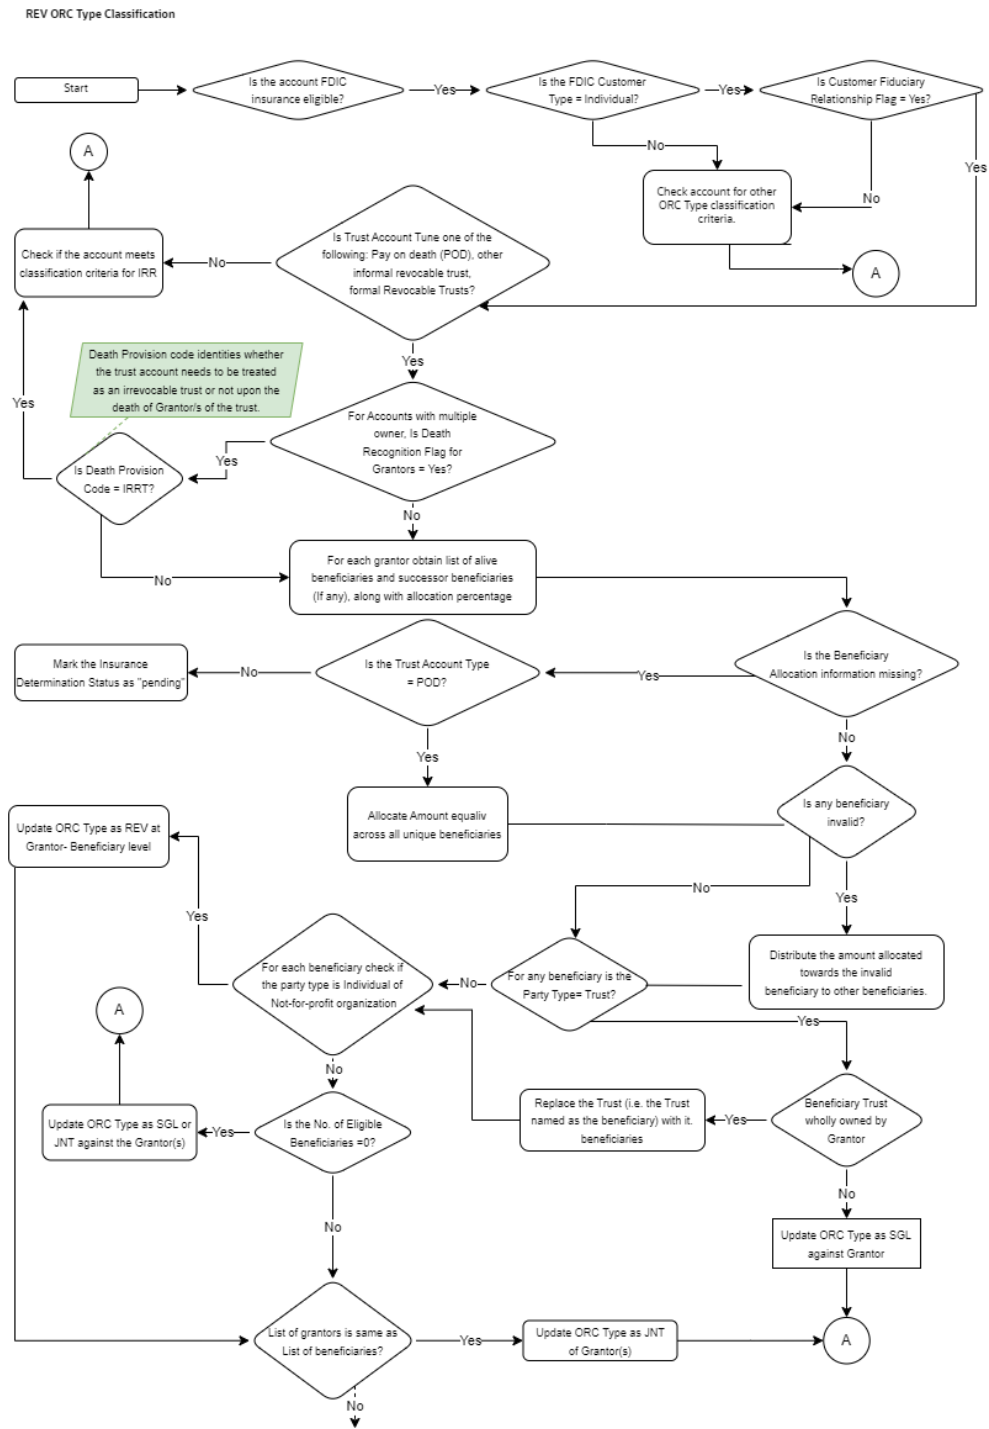 REV ORC Type Classification
Start
Is the account FDIC
insurance eligible?
Yes
Is the FDIC Customer
Type = Individual?
Yes
Is Customer Fiduciary
Relationship Flag = Yes?
A
No
Yes
Check account for other
ORC Type classification
criteria.
No
Check if the account meets
classification criteria for IRR
No
Is Trust Account Tune one of the
following: Pay on death (POD), other
informal revocable trust,
formal Revocable Trusts?
A
Yes
Death Provision code identities whether
the trust account needs to be treated
as an irrevocable trust or not upon the
death of Grantor/s of the trust.
Yes
For Accounts with multiple
owner, Is Death
Recognition Flag for
Grantors = Yes?
Yes
Is Death Provision
Code = IRRT?
No
For each grantor obtain list of alive
beneficiaries and successor beneficiaries
(If any), along with allocation percentage
No
Mark the Insurance
Determination Status as "pending"
No
Is the Trust Account Type
= POD?
Yes
Is the Beneficiary
Allocation information missing?
Yes
No
Allocate Amount equaliv
across all unique beneficiaries
Is any beneficiary
invalid?
Update ORC Type as REV at
Grantor- Beneficiary level
No
Yes
Yes
For each beneficiary check if
the party type is Individual of
Not-for-profit organization
No
For any beneficiary is the
Party Type= Trust?
Distribute the amount allocated
towards the invalid
beneficiary to other beneficiaries.
A
Yes
No
Update ORC Type as SGL or
JNT against the Grantor(s)
Yes
Is the No. of Eligible
Beneficiaries =0?
Replace the Trust (i.e. the Trust
named as the beneficiary) with it.
beneficiaries
Yes
Beneficiary Trust
wholly owned by
Grantor
No
No
Update ORC Type as SGL
against Grantor
List of grantors is same as
List of beneficiaries?
Yes
Update ORC Type as JNT
of Grantor(s)
A
No